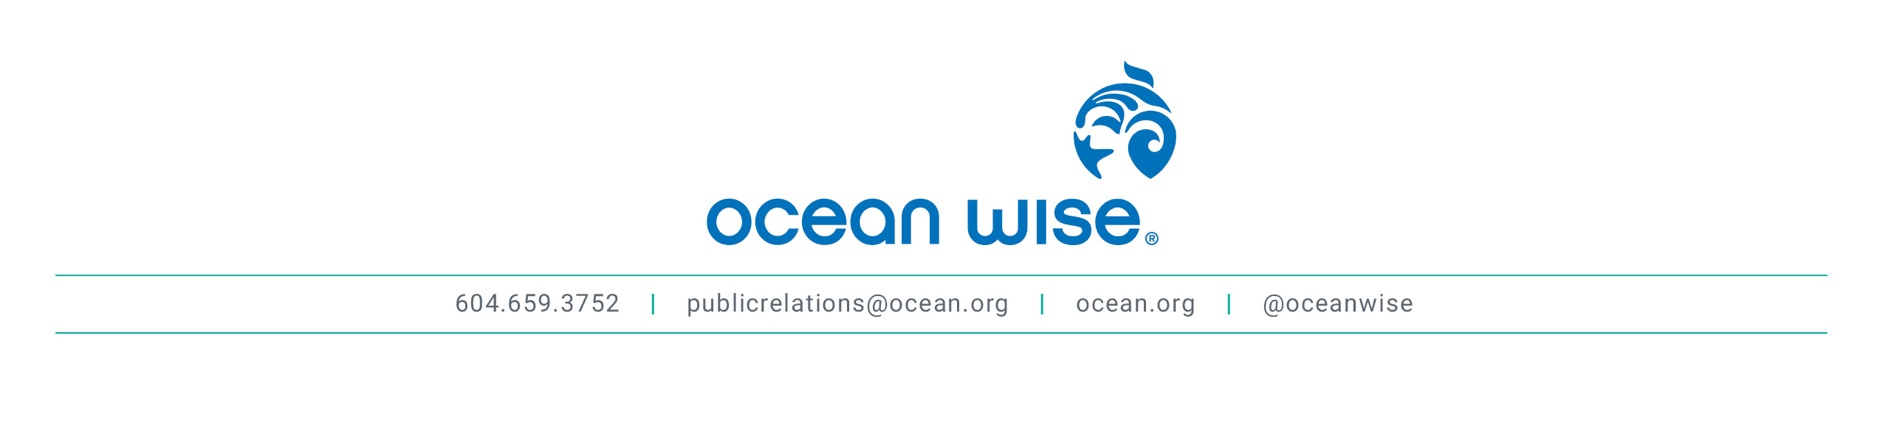 ocean wise®
604.659.3752 | publicrelations@ocean.org | ocean.org | @oceanwise